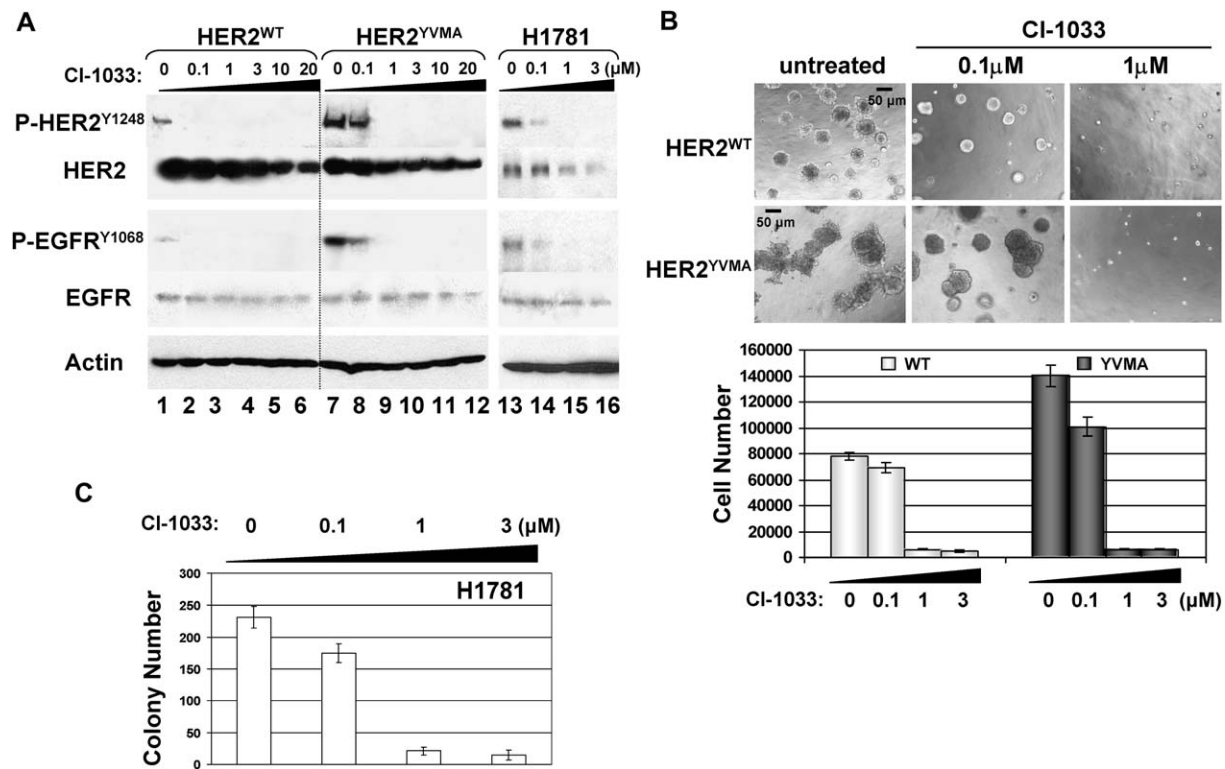 A
HER2WT HER2YVMA H1781
CI-1033: 0 0.1 1 3 10 20 0 0.1 1 3 10 20 0 0.1 1 3 (μM)
P-HER2Y1248
HER2
P-EGFRY1068
EGFR
Actin
1 2 3 4 5 6 7 8 9 10 11 12 13 14 15 16
B
CI-1033
untreated 0.1μM 1μM
50 μm
HER2WT
50 μm
HER2YVMA
WT YVMA
Cell Number
160000
140000
120000
100000
80000
60000
40000
20000
0
CI-1033: 0 0.1 1 3 0 0.1 1 3 (μM)
C
CI-1033: 0 0.1 1 3 (μM)
H1781
Colony Number
300
250
200
150
100
50
0